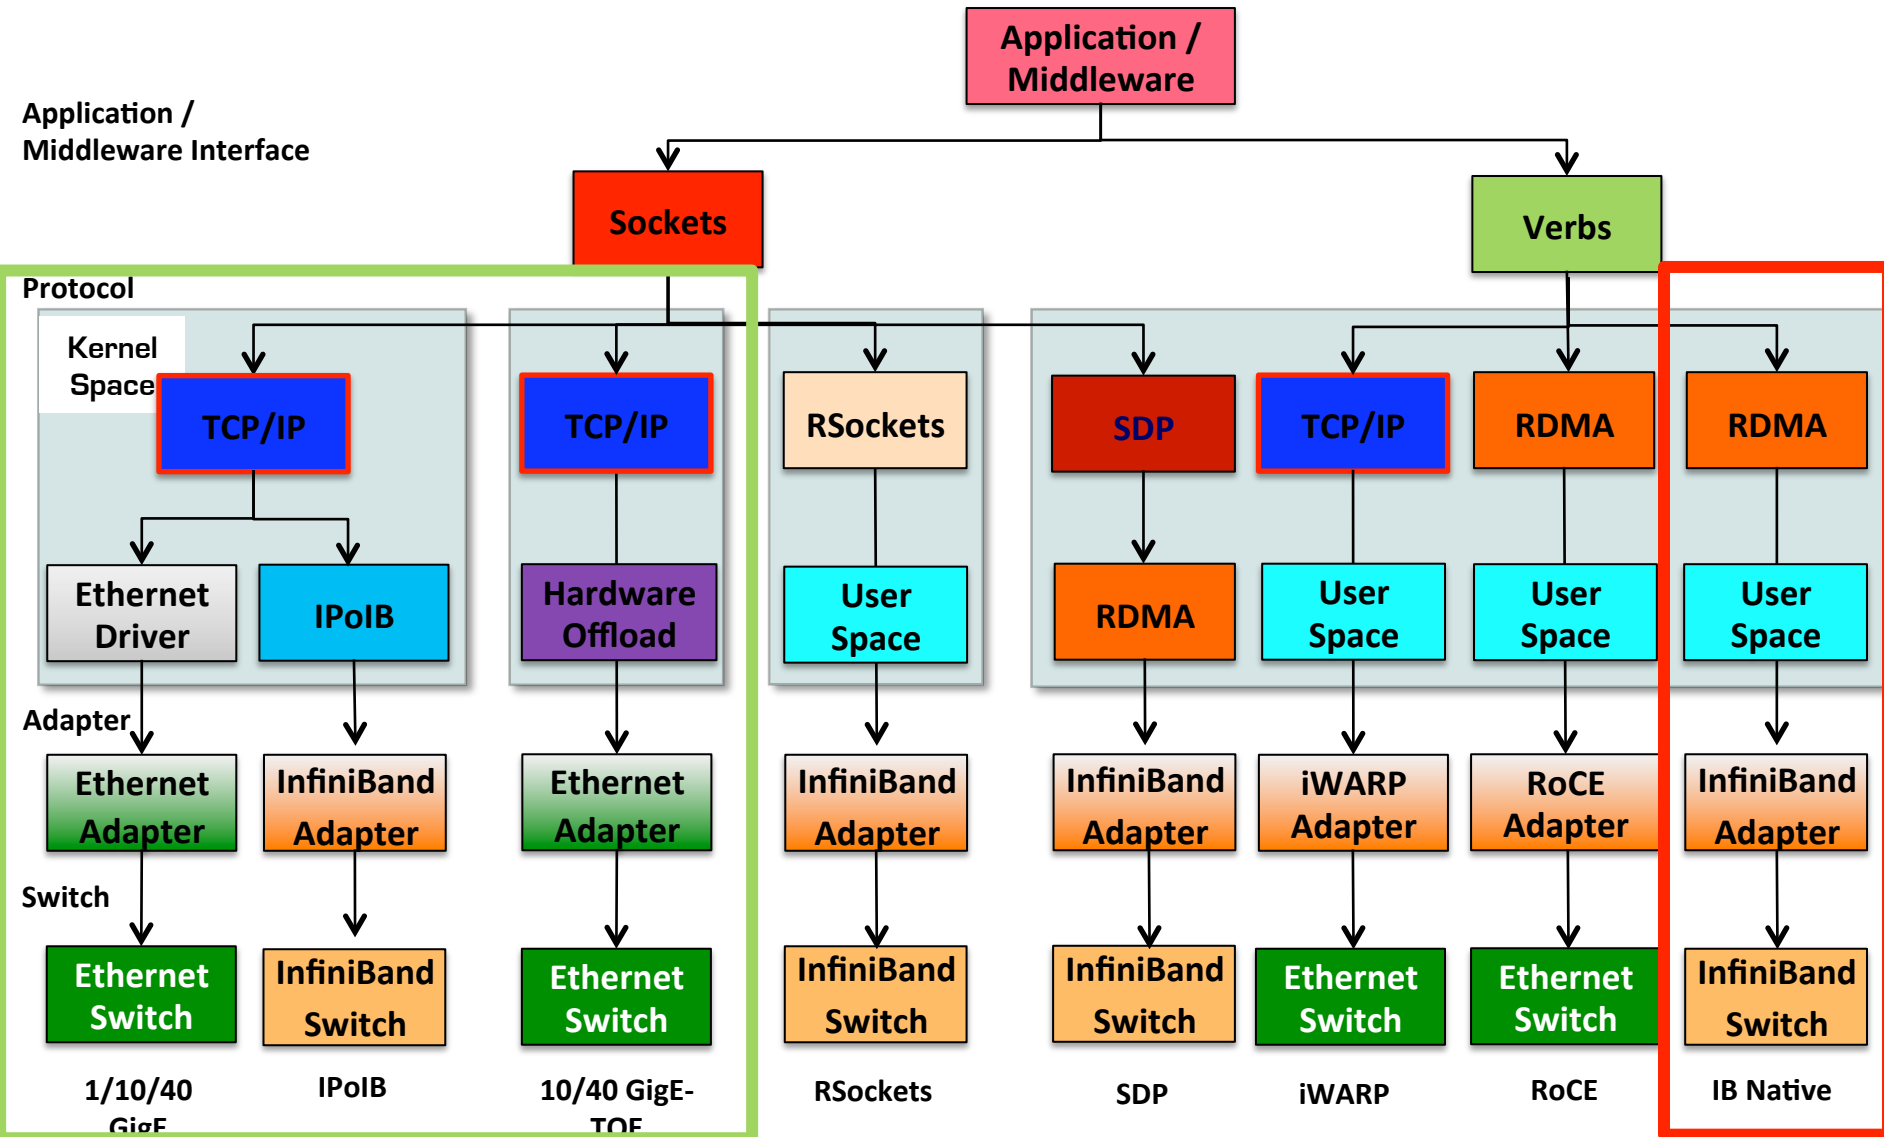 Application /
Middleware
Application /
Middleware Interface
Sockets
Verbs
Protocol
Kernel
Space
TCP/IP
TCP/IP
RSockets
SDP
TCP/IP
RDMA
RDMA
Ethernet
Driver
IPoIB
Hardware
Offload
User
Space
RDMA
User
Space
User
Space
User
Space
Adapter
Ethernet
Adapter
InfiniBand
Adapter
Ethernet
Adapter
InfiniBand
Adapter
InfiniBand
Adapter
iWARP
Adapter
RoCE
Adapter
InfiniBand
Adapter
Switch
Ethernet
Switch
InfiniBand
Switch
Ethernet
Switch
InfiniBand
Switch
InfiniBand
Switch
Ethernet
Switch
Ethernet
Switch
InfiniBand
Switch
1/10/40
GigE
IPoIB
10/40 GigE-
TOE
RSockets
SDP
iWARP
RoCE
IB Native